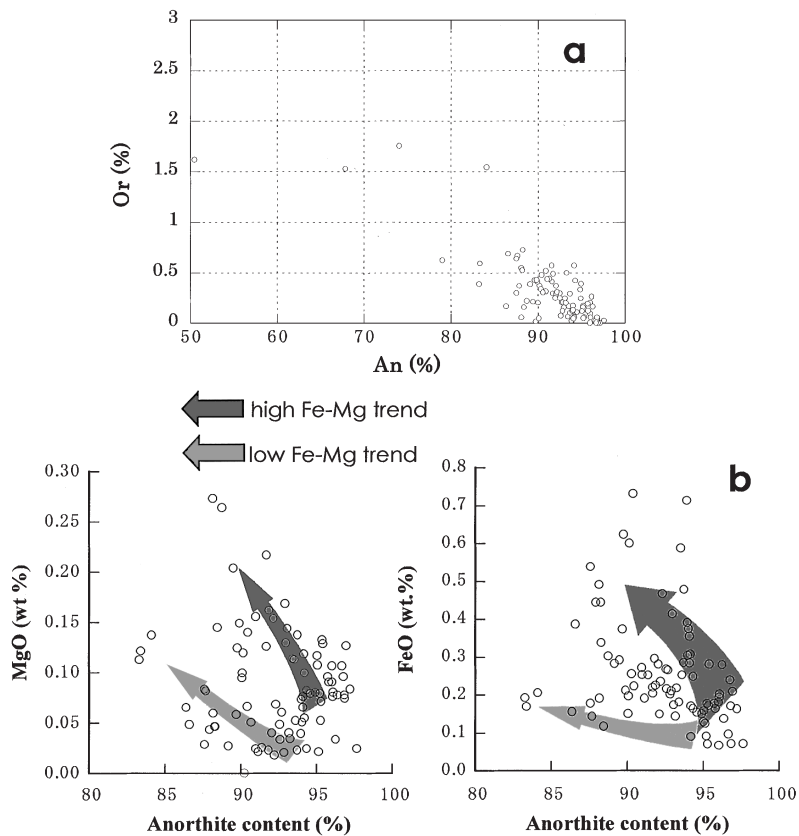 a
3
2.5
2
1.5
1
0.5
0
Or (%)
50 60 70 80 90 100
An (%)
high Fe-Mg trend
low Fe-Mg trend
0.30
0.25
0.20
0.15
0.10
0.05
0.00
MgO (wt %)
80 85 90 95 100
Anorthite content (%)
b
0.8
0.7
0.6
0.5
0.4
0.3
0.2
0.1
0.0
FeO (wt.%)
80 85 90 95 100
Anorthite content (%)